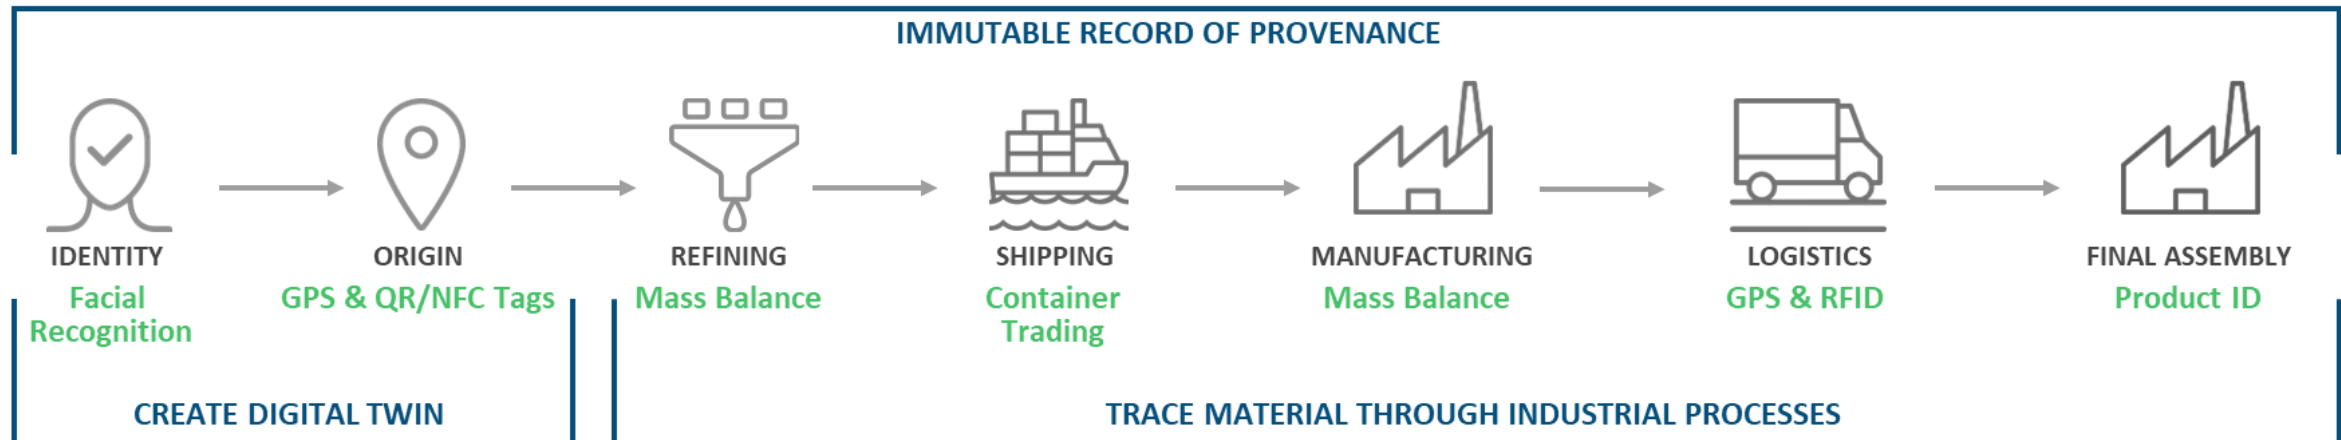 IMMUTABLE RECORD OF PROVENANCE
IDENTITY
Facial
Recognition
ORIGIN
GPS & QR/NFC Tags
REFINING
Mass Balance
SHIPPING
Container
Trading
MANUFACTURING
Mass Balance
LOGISTICS
GPS & RFID
FINAL ASSEMBLY
Product ID
CREATE DIGITAL TWIN
TRACE MATERIAL THROUGH INDUSTRIAL PROCESSES